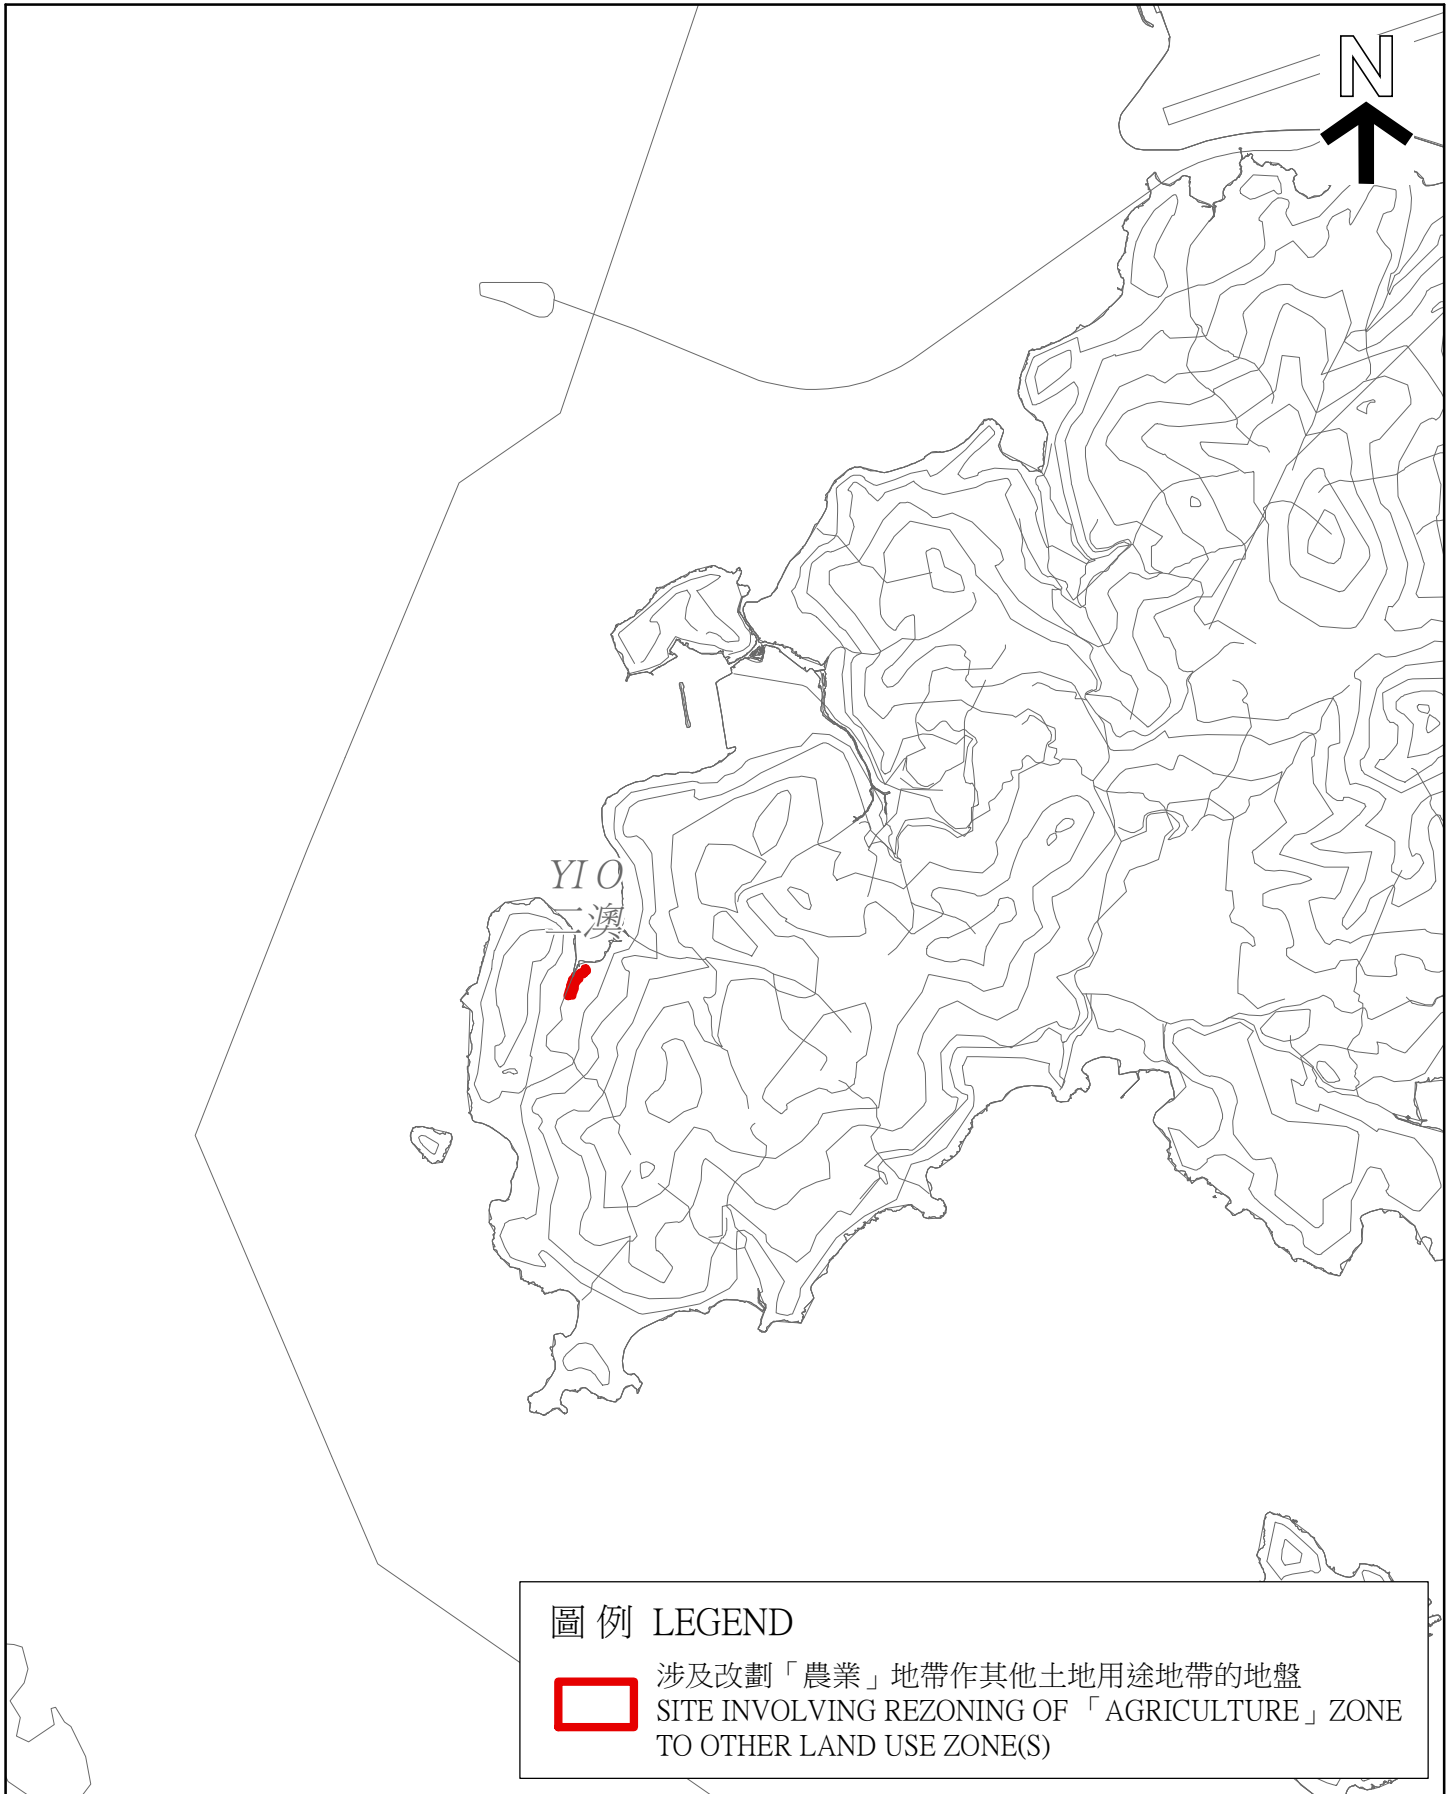 N
YI O
二澳
圖例 LEGEND
涉及改劃「農業」地帶作其他土地用途地帶的地盤
SITE INVOLVING REZONING OF 「AGRICULTURE」ZONE
TO OTHER LAND USE ZONE(S)